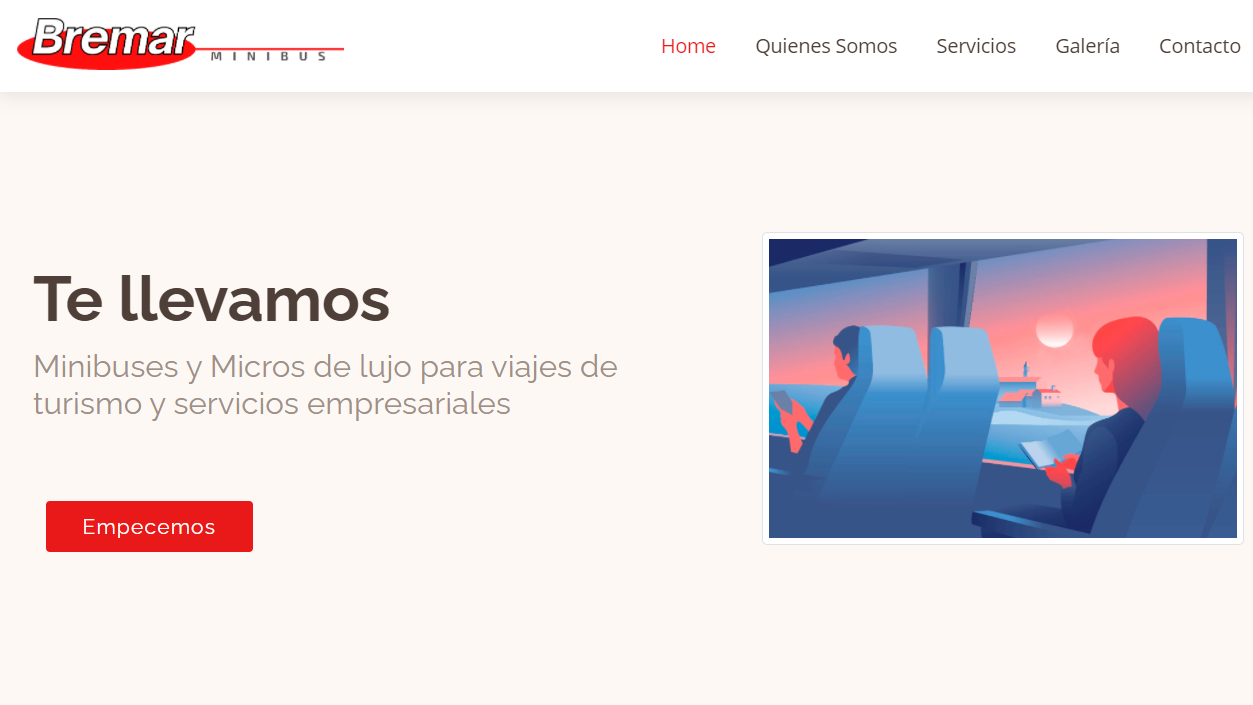 Bremar
MINIBUS
Home Quienes Somos Servicios Galería Contacto
Te llevamos
Minibuses y Micros de lujo para viajes de
turismo y servicios empresariales
Empecemos